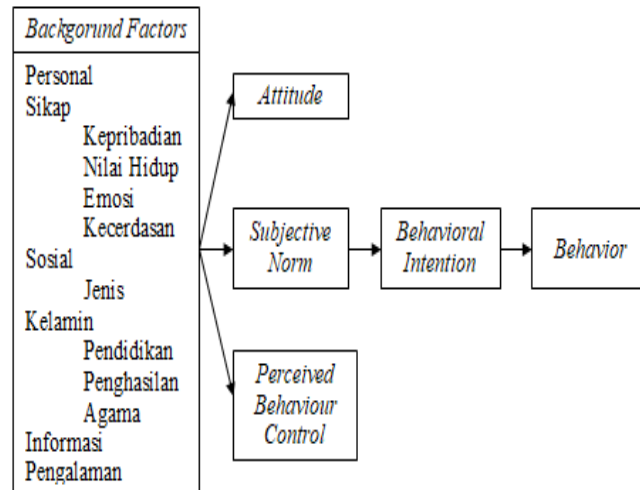 Backgorund Factors
Personal
Sikap
Kepribadian
Nilai Hidup
Emosi
Kecerdasan
Sosial
Jenis
Kelamin
Pendidikan
Penghasilan
Agama
Informasi
Pengalaman
Attitude
Subjective
Norm
Behavioral
Intention
Behavior
Perceived
Behaviour
Control